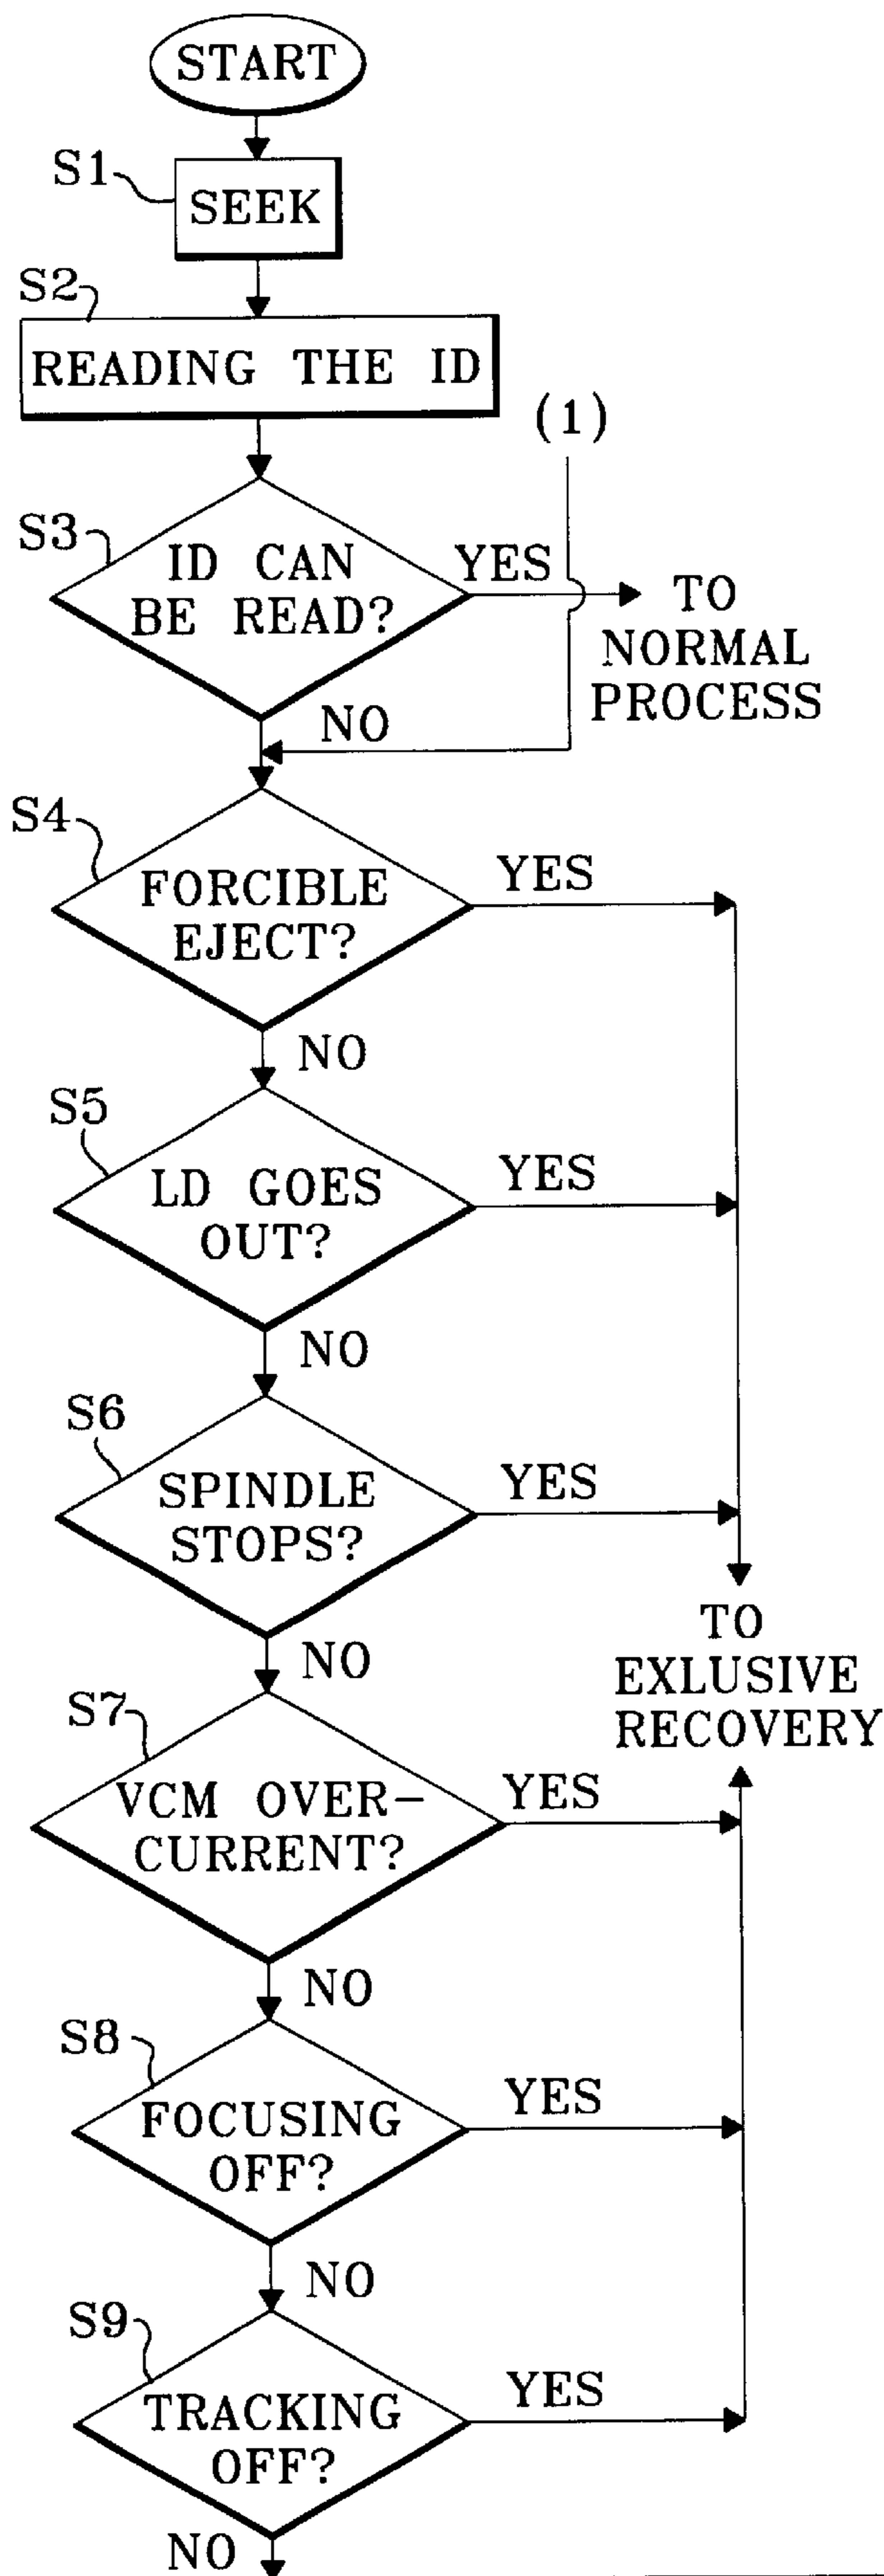 START
S1
SEEK
S2
READING THE ID
(1)
S3
ID CAN
BE READ?
YES
TO
NORMAL
PROCESS
NO
S4
FORCIBLE
EJECT?
YES
NO
S5
LD GOES
OUT?
YES
NO
S6
SPINDLE
STOPS?
YES
NO
TO
EXLUSIVE
RECOVERY
S7
VCM OVER-
CURRENT?
YES
NO
S8
FOCUSING
OFF?
YES
NO
S9
TRACKING
OFF?
YES
NO